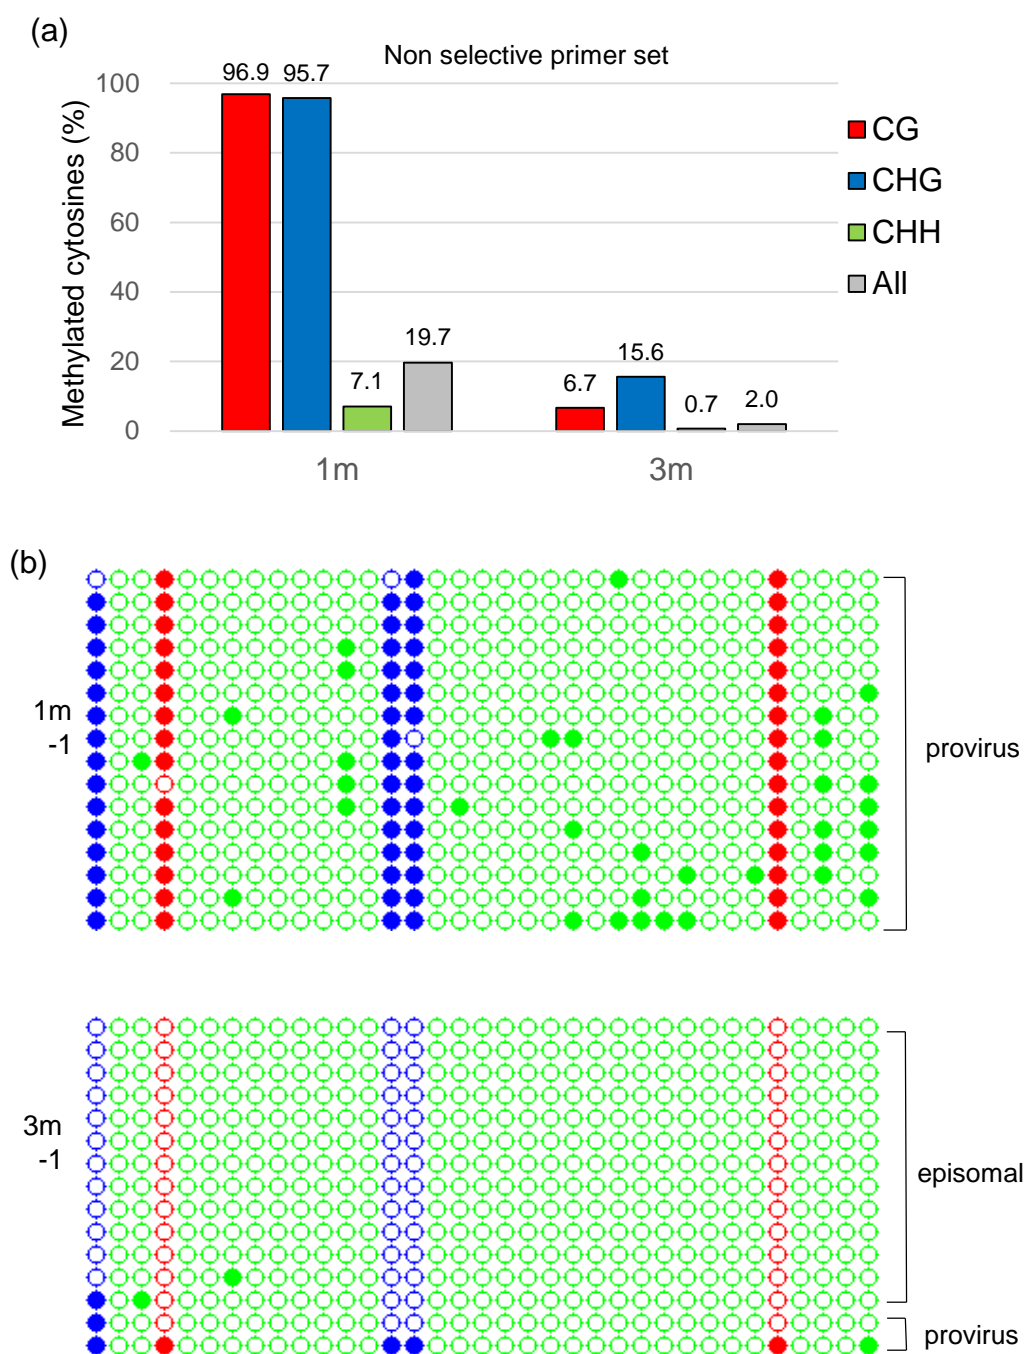 (a)
Non selective primer set
Methylated cytosines (%)
100
80
60
40
20
0
96.9
95.7
7.1
19.7
6.7
15.6
0.7
2.0
1m
3m
CG
CHG
CHH
All
(b)
1m
-1
provirus
3m
-1
episomal
provirus